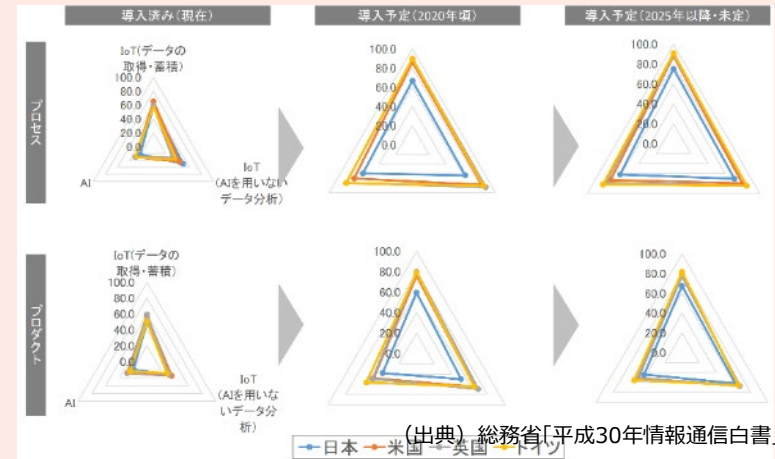 導入済み(現在)
導入予定(2020年頃)
導入予定(2025年以降・未定)
プロセス
IoT(データの
取得・蓄積)
100.0
80.0
60.0
40.0
20.0
0.0
AI
IoT
(AIを用いない
データ分析)
100.0
80.0
60.0
40.0
20.0
0.0
100.0
80.0
60.0
40.0
20.0
0.0
プロダクト
IoT(データの
取得・蓄積)
100.0
80.0
60.0
40.0
20.0
0.0
AI
IoT
(AIを用いな
いデータ分
析)
100.0
80.0
60.0
40.0
20.0
0.0
100.0
80.0
60.0
40.0
20.0
0.0
(出典)総務省「平成30年情報通信白書」
日本 米国 英国 ドイツ